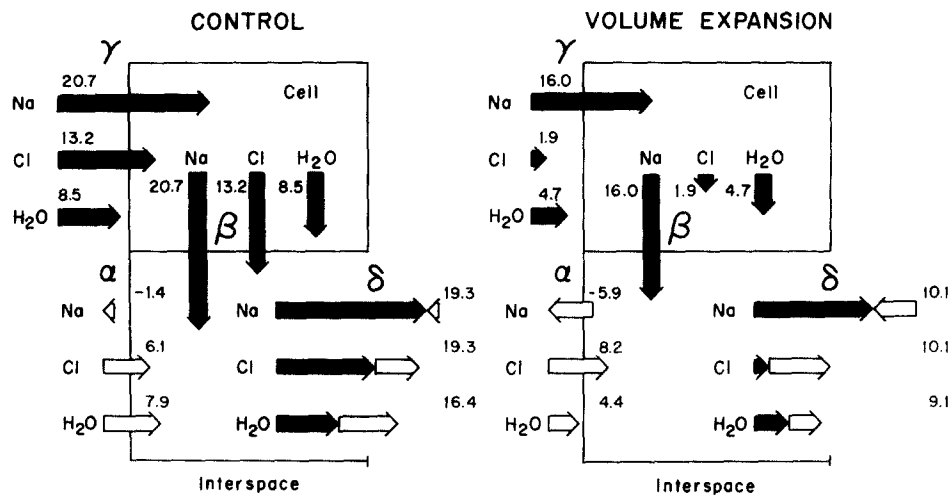 CONTROL
γ
20.7
Na
Cell
13.2
Cl
Na Cl H₂O
8.5
20.7 13.2 8.5
H₂O
β
α
δ
-1.4 19.3
Na Na
6.1 19.3
Cl Cl
7.9 16.4
H₂O H₂O
Interspace
VOLUME EXPANSION
γ
16.0
Na
Cell
1.9
Cl
Na Cl H₂O
4.7
16.0 1.9 4.7
H₂O
β
α
δ
-5.9 10.1
Na Na
8.2 10.1
Cl Cl
4.4 9.1
H₂O H₂O
Interspace